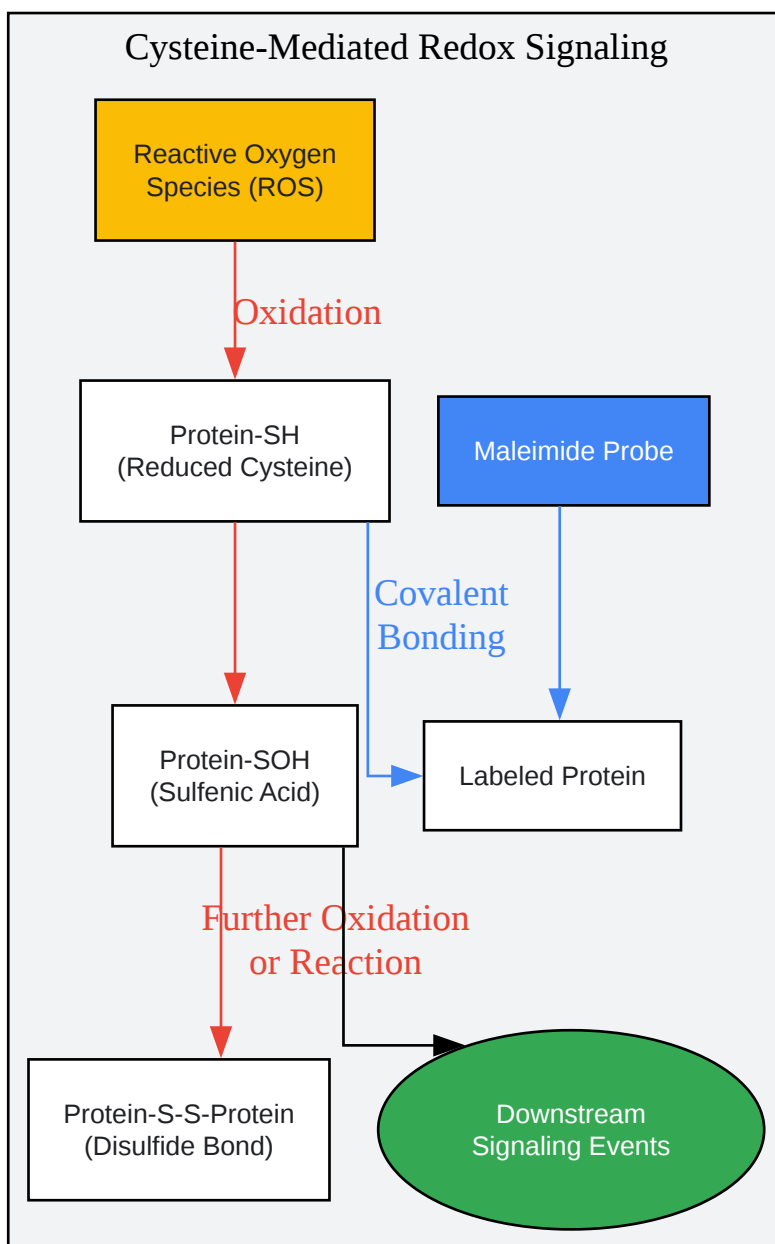 Cysteine-Mediated Redox Signaling
Reactive Oxygen
Species (ROS)
Oxidation
Protein-SH
(Reduced Cysteine)
Maleimide Probe
Covalent
Bonding
Protein-SOH
(Sulfenic Acid)
Labeled Protein
Further Oxidation
or Reaction
Protein-S-S-Protein
(Disulfide Bond)
Downstream
Signaling Events